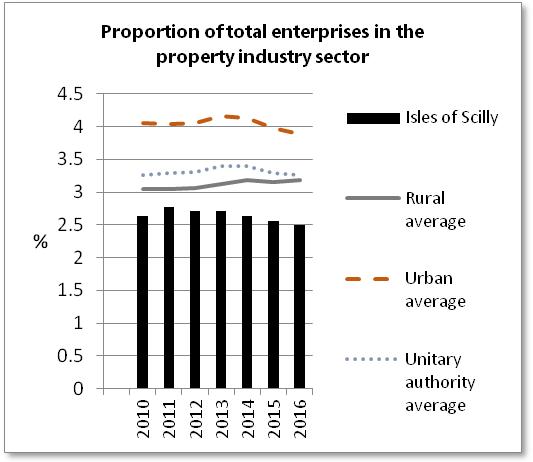 Proportion of total enterprises in the
property industry sector
4.5
4
3.5
3
2.5
2
1.5
1
0.5
0
%
2010
2011
2012
2013
2014
2015
2016
Isles of Scilly
Rural
average
Urban
average
Unitary
authority
average